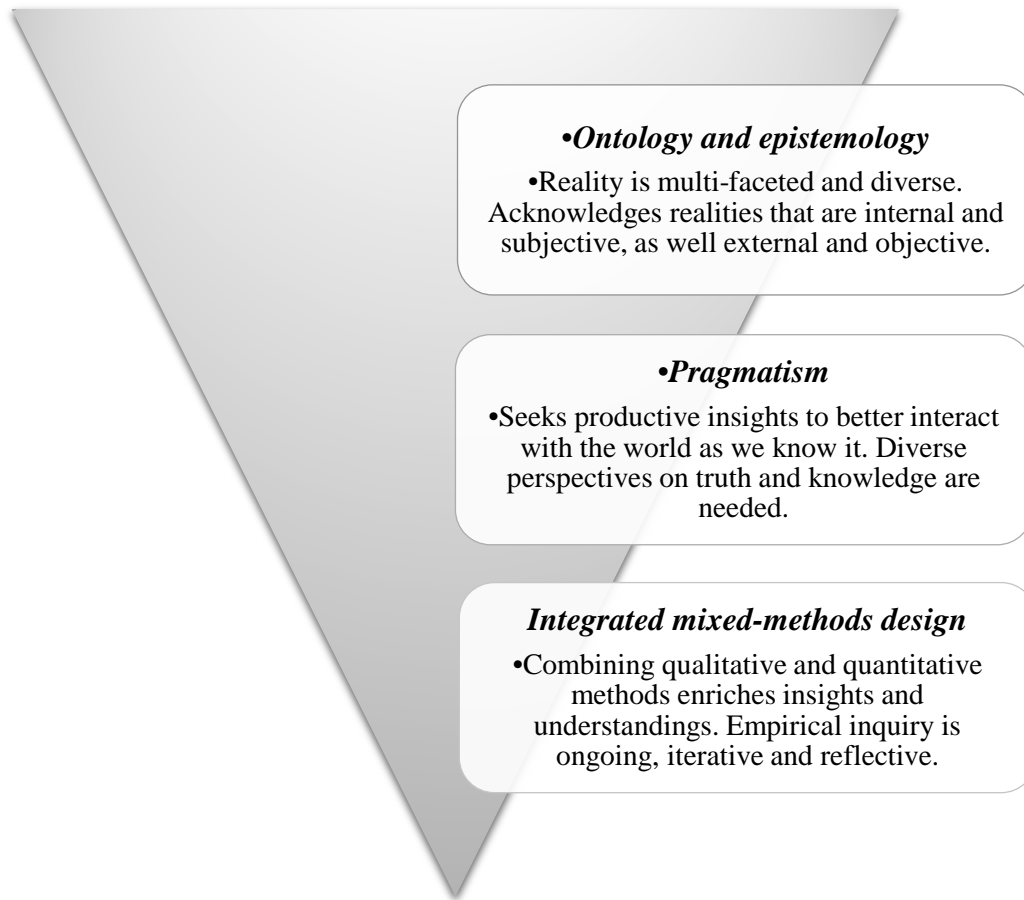 •Ontology and epistemology
•Reality is multi-faceted and diverse.
Acknowledges realities that are internal and
subjective, as well external and objective.
•Pragmatism
•Seeks productive insights to better interact
with the world as we know it. Diverse
perspectives on truth and knowledge are
needed.
Integrated mixed-methods design
•Combining qualitative and quantitative
methods enriches insights and
understandings. Empirical inquiry is
ongoing, iterative and reflective.